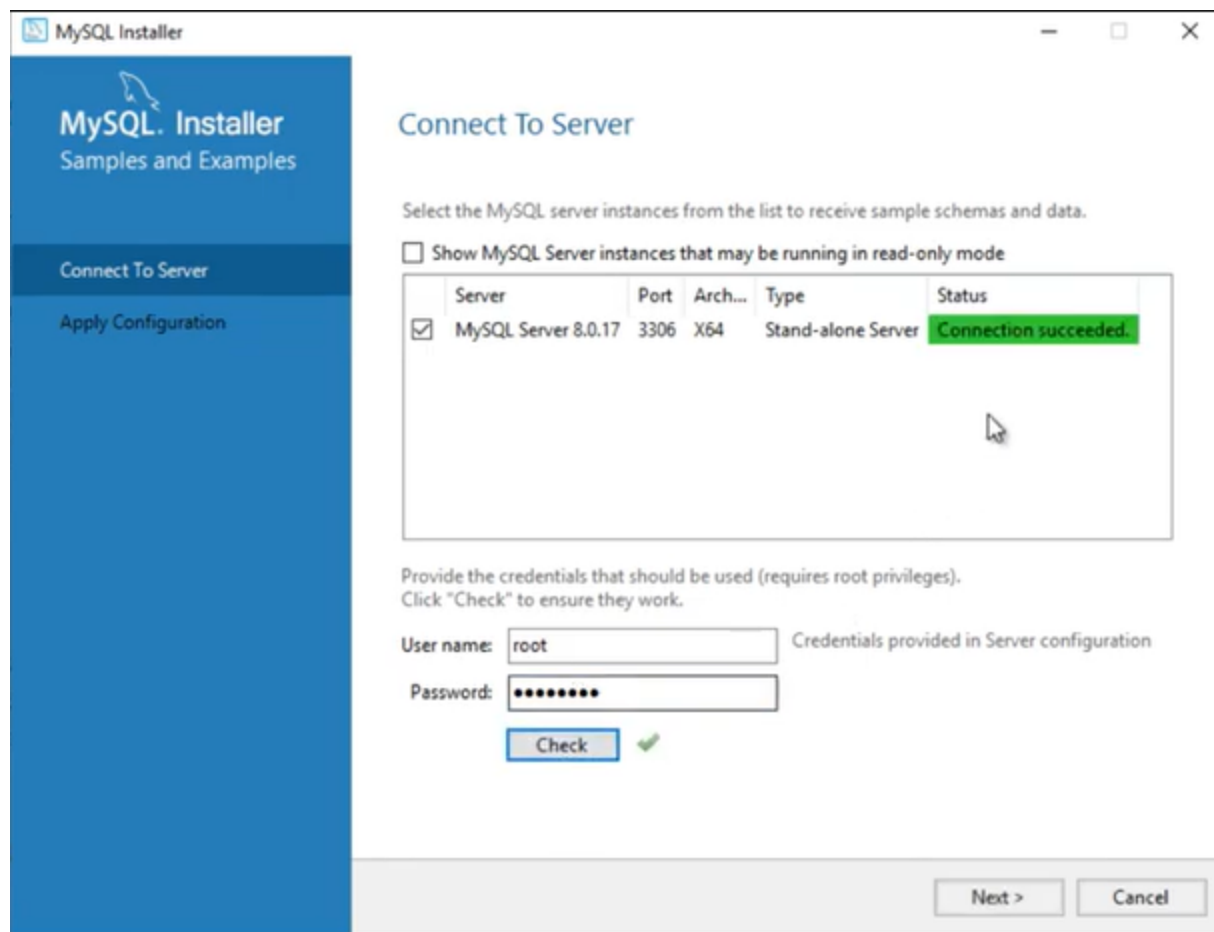 MySQL Installer
MySQL. Installer
Samples and Examples
Connect To Server
Apply Configuration
Connect To Server
Select the MySQL server instances from the list to receive sample schemas and data.
Show MySQL Server instances that may be running in read-only mode
Server Port Arch... Type Status
MySQL Server 8.0.17 3306 X64 Stand-alone Server Connection succeeded.
Provide the credentials that should be used (requires root privileges).
Click "Check" to ensure they work.
User name: root Credentials provided in Server configuration
Password: ••••••••
Check
Next > Cancel